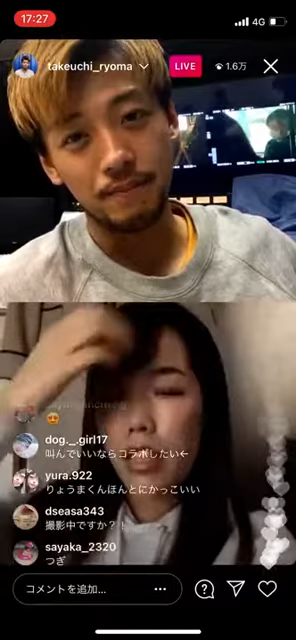 17:27
4G
takeuchi_ryoma
LIVE
1.6万
😍
dog._.girl17
叫んでいいならコラボしたい←
yura.922
りょうまくんほんとにかっこいい
dseasa343
撮影中ですか？！
sayaka_2320
つぎ
コメントを追加...